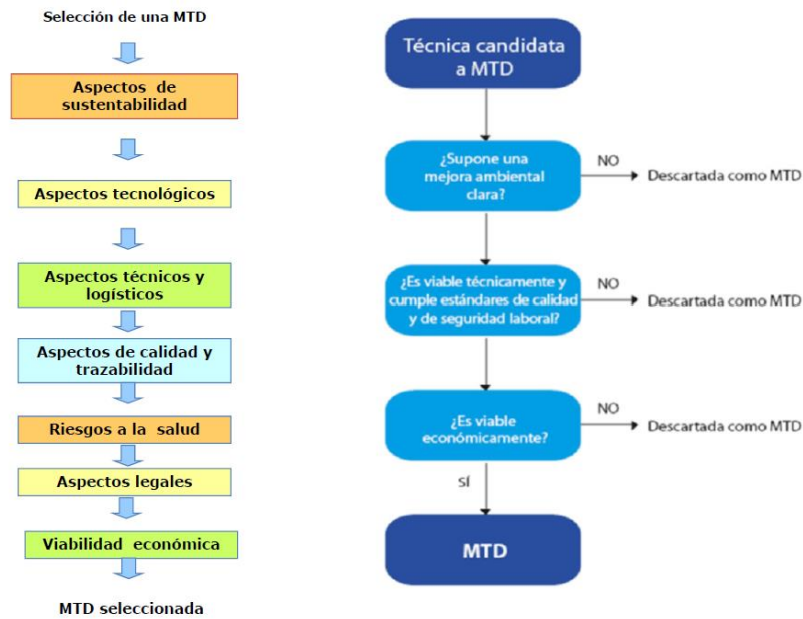 Selección de una MTD
Aspectos de
sustentabilidad
Aspectos tecnológicos
Aspectos técnicos y
logísticos
Aspectos de calidad y
trazabilidad
Riesgos a la salud
Aspectos legales
Viabilidad económica
MTD seleccionada
Técnica candidata
a MTD
¿Supone una
mejora ambiental
clara?
NO
Descartada como MTD
¿Es viable técnicamente y
cumple estándares de calidad
y de seguridad laboral?
NO
Descartada como MTD
¿Es viable
económicamente?
NO
Descartada como MTD
SÍ
MTD